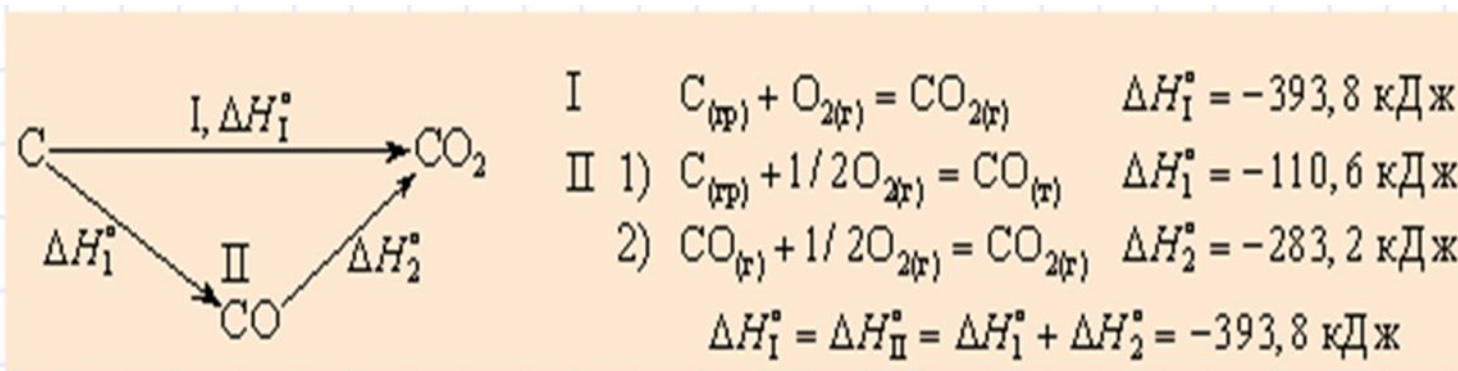 I, ΔH°I
C
CO₂
ΔH°₁
II
ΔH°₂
CO
I C(гр) + O₂(г) = CO₂(г) ΔH°I = −393,8 кДж
II 1) C(гр) + 1/2O₂(г) = CO(т) ΔH°₁ = −110,6 кДж
2) CO(г) + 1/2O₂(г) = CO₂(г) ΔH°₂ = −283,2 кДж
ΔH°I = ΔH°II = ΔH°₁ + ΔH°₂ = −393,8 кДж